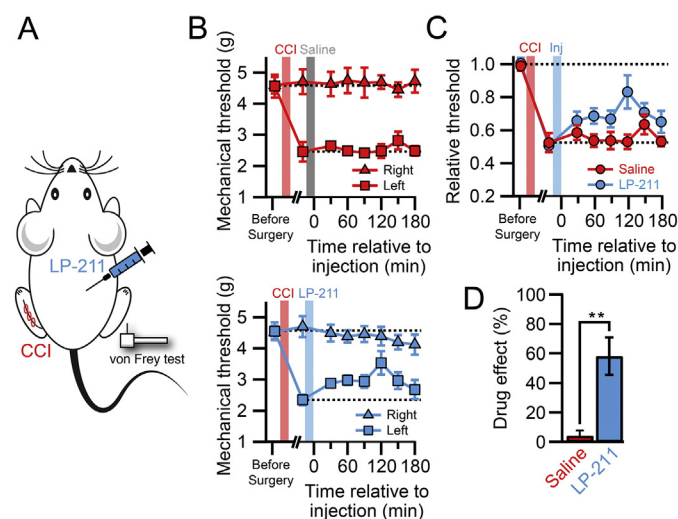 A
LP-211
CCI
von Frey test
B
CCI Saline
Mechanical threshold (g)
5
4
3
2
1
Right
Left
Before
Surgery
0 60 120 180
Time relative to
injection (min)
CCI LP-211
Mechanical threshold (g)
5
4
3
2
1
Right
Left
Before
Surgery
0 60 120 180
Time relative to
injection (min)
C
CCI Inj
Relative threshold
1.0
0.8
0.6
0.4
0.2
Saline
LP-211
Before
Surgery
0 60 120 180
Time relative to
injection (min)
D
Drug effect (%)
100
80
60
40
20
0
**
Saline
LP-211